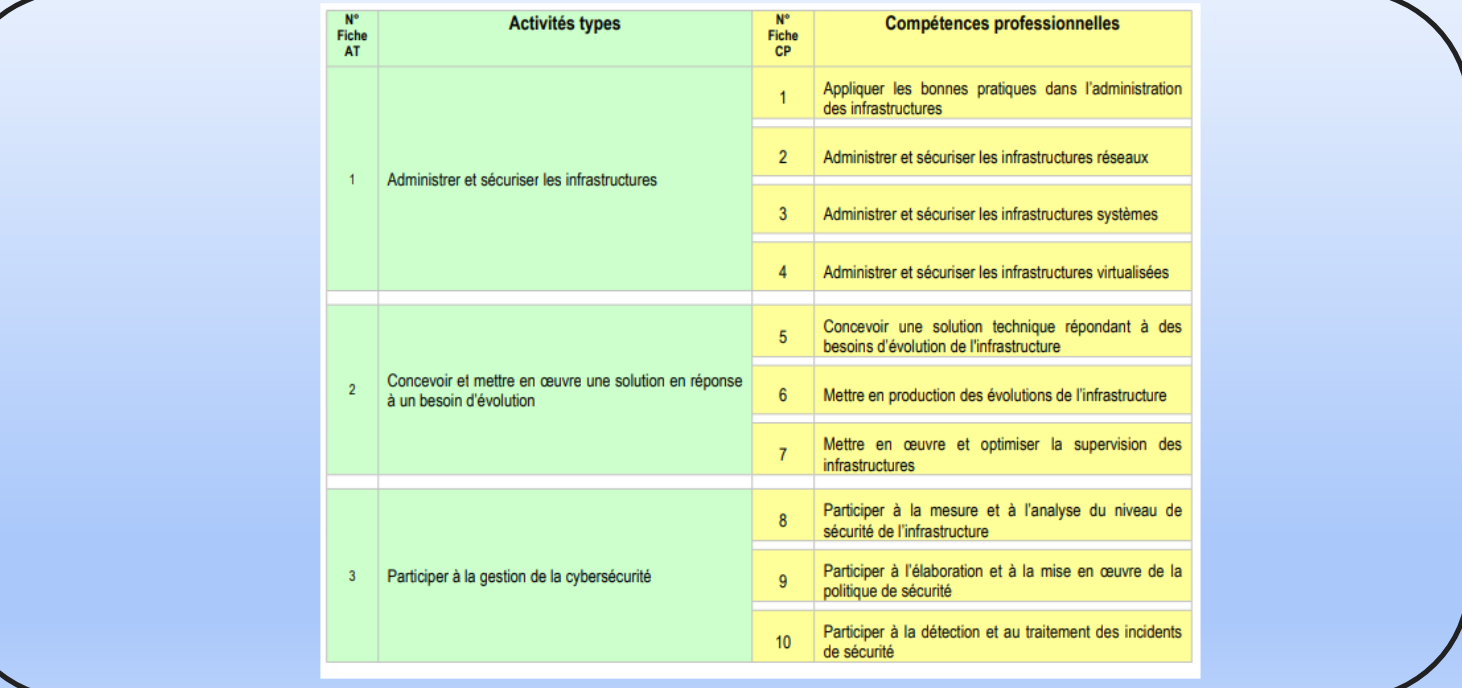 N° Fiche AT
Activités types
N° Fiche CP
Compétences professionnelles
1
Administrer et sécuriser les infrastructures
1
Appliquer les bonnes pratiques dans l'administration
des infrastructures
2
Administrer et sécuriser les infrastructures réseaux
3
Administrer et sécuriser les infrastructures systèmes
4
Administrer et sécuriser les infrastructures virtualisées
2
Concevoir et mettre en œuvre une solution en réponse
à un besoin d'évolution
5
Concevoir une solution technique répondant à des
besoins d'évolution de l'infrastructure
6
Mettre en production des évolutions de l'infrastructure
7
Mettre en œuvre et optimiser la supervision des
infrastructures
3
Participer à la gestion de la cybersécurité
8
Participer à la mesure et à l'analyse du niveau de
sécurité de l'infrastructure
9
Participer à l'élaboration et à la mise en œuvre de la
politique de sécurité
10
Participer à la détection et au traitement des incidents
de sécurité